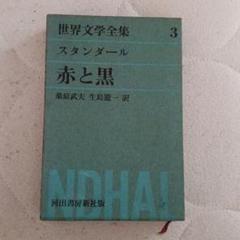 世界文学全集 3
スタンダール
赤と黒
桑原武夫 生島遼一 訳
NDHAL
河出書房新社版